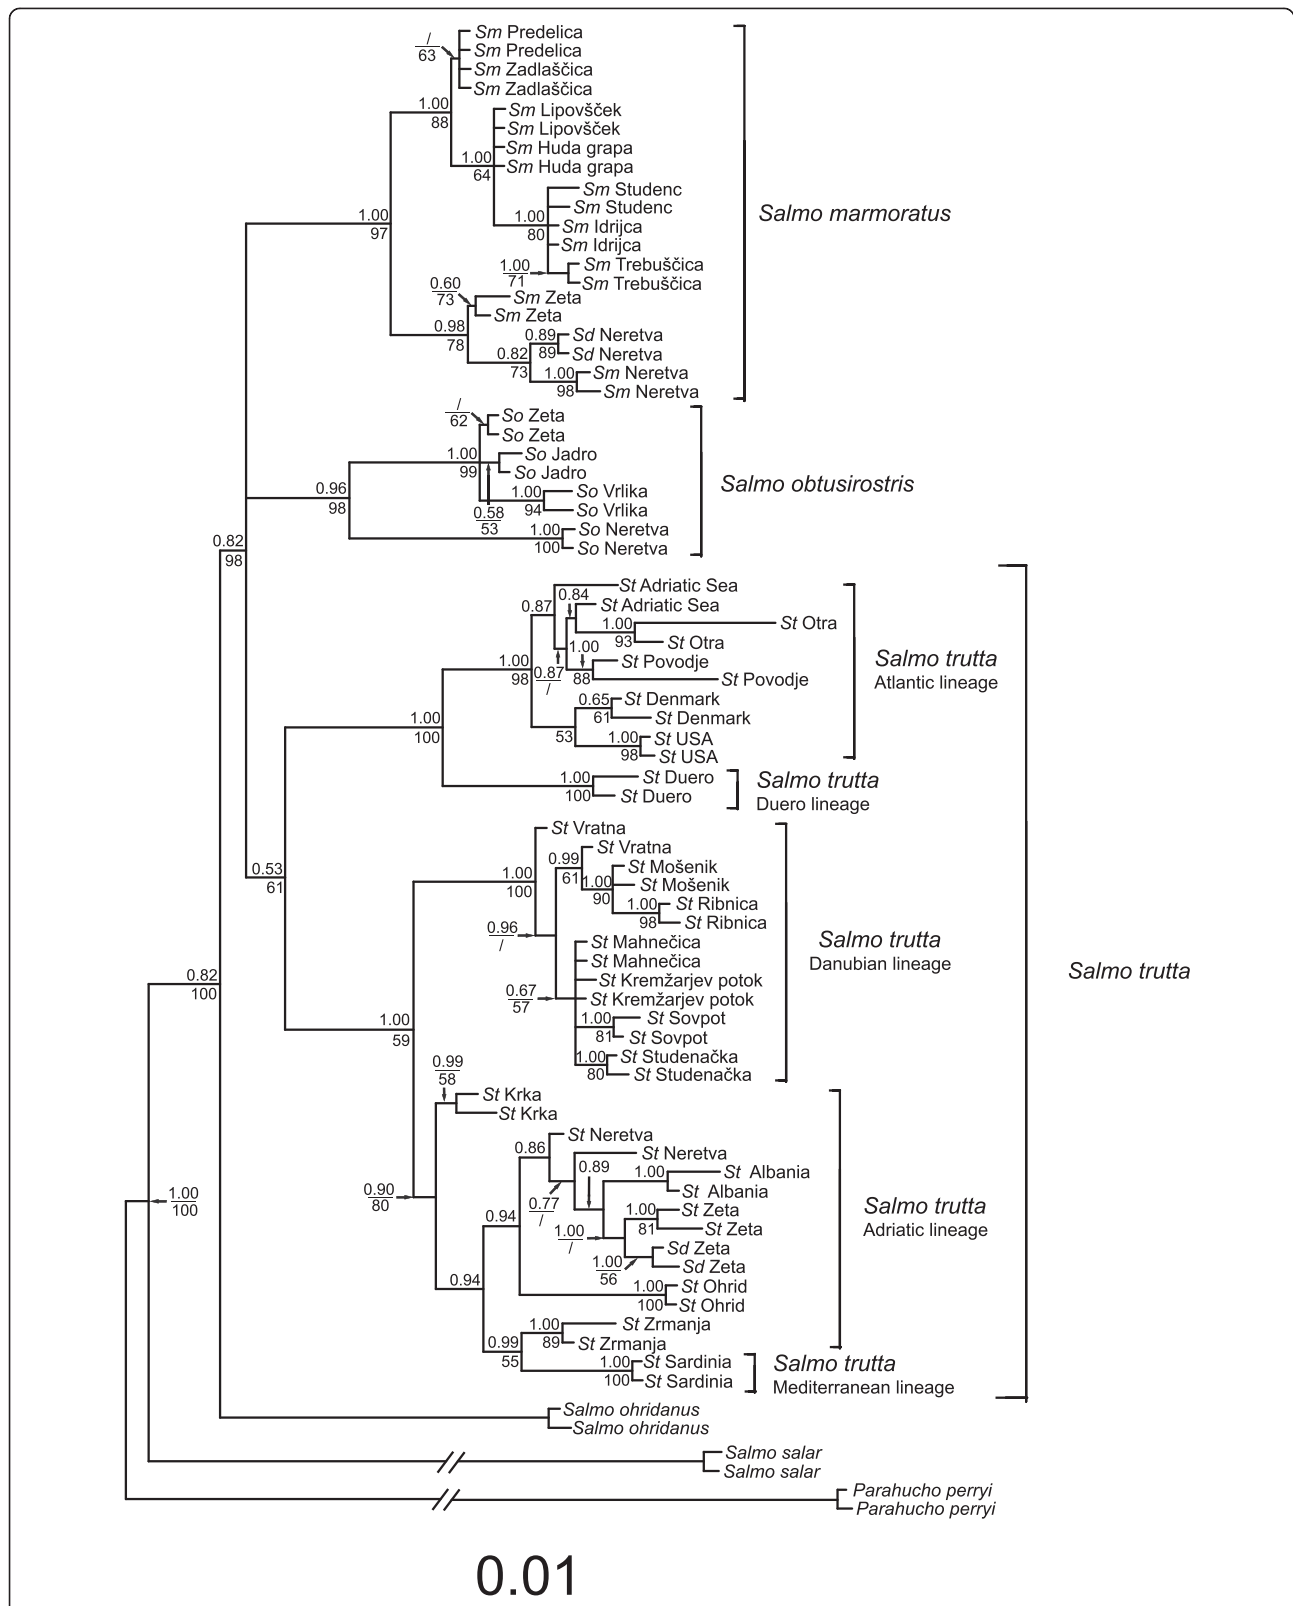 Sm Predelica
/
63
Sm Predelica
Sm Zadlaščica
Sm Zadlaščica
1.00
88
Sm Lipovšček
Sm Lipovšček
Sm Huda grapa
1.00
64
Sm Huda grapa
Sm Studenc
Sm Studenc
1.00
80
Sm Idrijca
Sm Idrijca
1.00
71
Sm Trebuščica
Sm Trebuščica
Salmo marmoratus
1.00
97
0.60
73
Sm Zeta
Sm Zeta
0.98
78
0.89
89
Sd Neretva
Sd Neretva
0.82
73
1.00
98
Sm Neretva
Sm Neretva
/
62
So Zeta
So Zeta
1.00
99
So Jadro
So Jadro
1.00
94
So Vrlika
So Vrlika
0.58
53
1.00
100
So Neretva
So Neretva
0.96
98
Salmo obtusirostris
0.82
98
St Adriatic Sea
0.84
0.87
St Adriatic Sea
1.00
93
St Otra
St Otra
1.00
88
St Povodje
St Povodje
0.87
/
1.00
98
0.65
61
St Denmark
St Denmark
53
1.00
98
St USA
St USA
Salmo trutta
Atlantic lineage
1.00
100
1.00
100
St Duero
St Duero
Salmo trutta
Duero lineage
0.53
61
St Vratna
St Vratna
0.99
61
St Mošenik
1.00
90
St Mošenik
1.00
100
1.00
98
St Ribnica
St Ribnica
0.96
/
St Mahnečica
St Mahnečica
St Kremžarjev potok
0.67
57
St Kremžarjev potok
1.00
81
St Sovpot
St Sovpot
1.00
80
St Studenačka
St Studenačka
Salmo trutta
Danubian lineage
Salmo trutta
0.82
100
1.00
59
0.99
58
St Krka
St Krka
St Neretva
0.86
St Neretva
0.89
1.00
St Albania
St Albania
0.90
80
0.77
/
1.00
81
St Zeta
St Zeta
1.00
/
0.94
Sd Zeta
Sd Zeta
1.00
56
1.00
100
St Ohrid
St Ohrid
0.94
1.00
89
St Zrmanja
St Zrmanja
0.99
55
1.00
100
St Sardinia
St Sardinia
Salmo trutta
Adriatic lineage
Salmo trutta
Mediterranean lineage
1.00
100
Salmo ohridanus
Salmo ohridanus
Salmo salar
Salmo salar
Parahucho perryi
Parahucho perryi
0.01